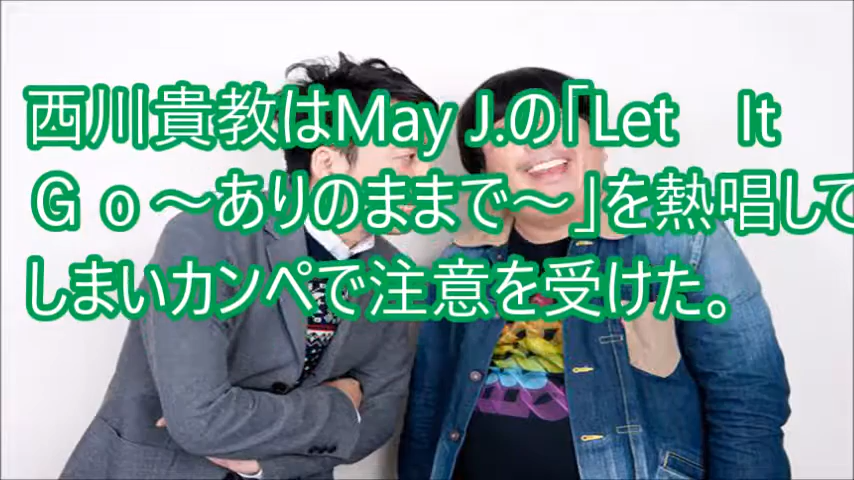 西川貴教はMay J.の「Let　It
Ｇｏ～ありのままで～」を熱唱して
しまいカンペで注意を受けた。